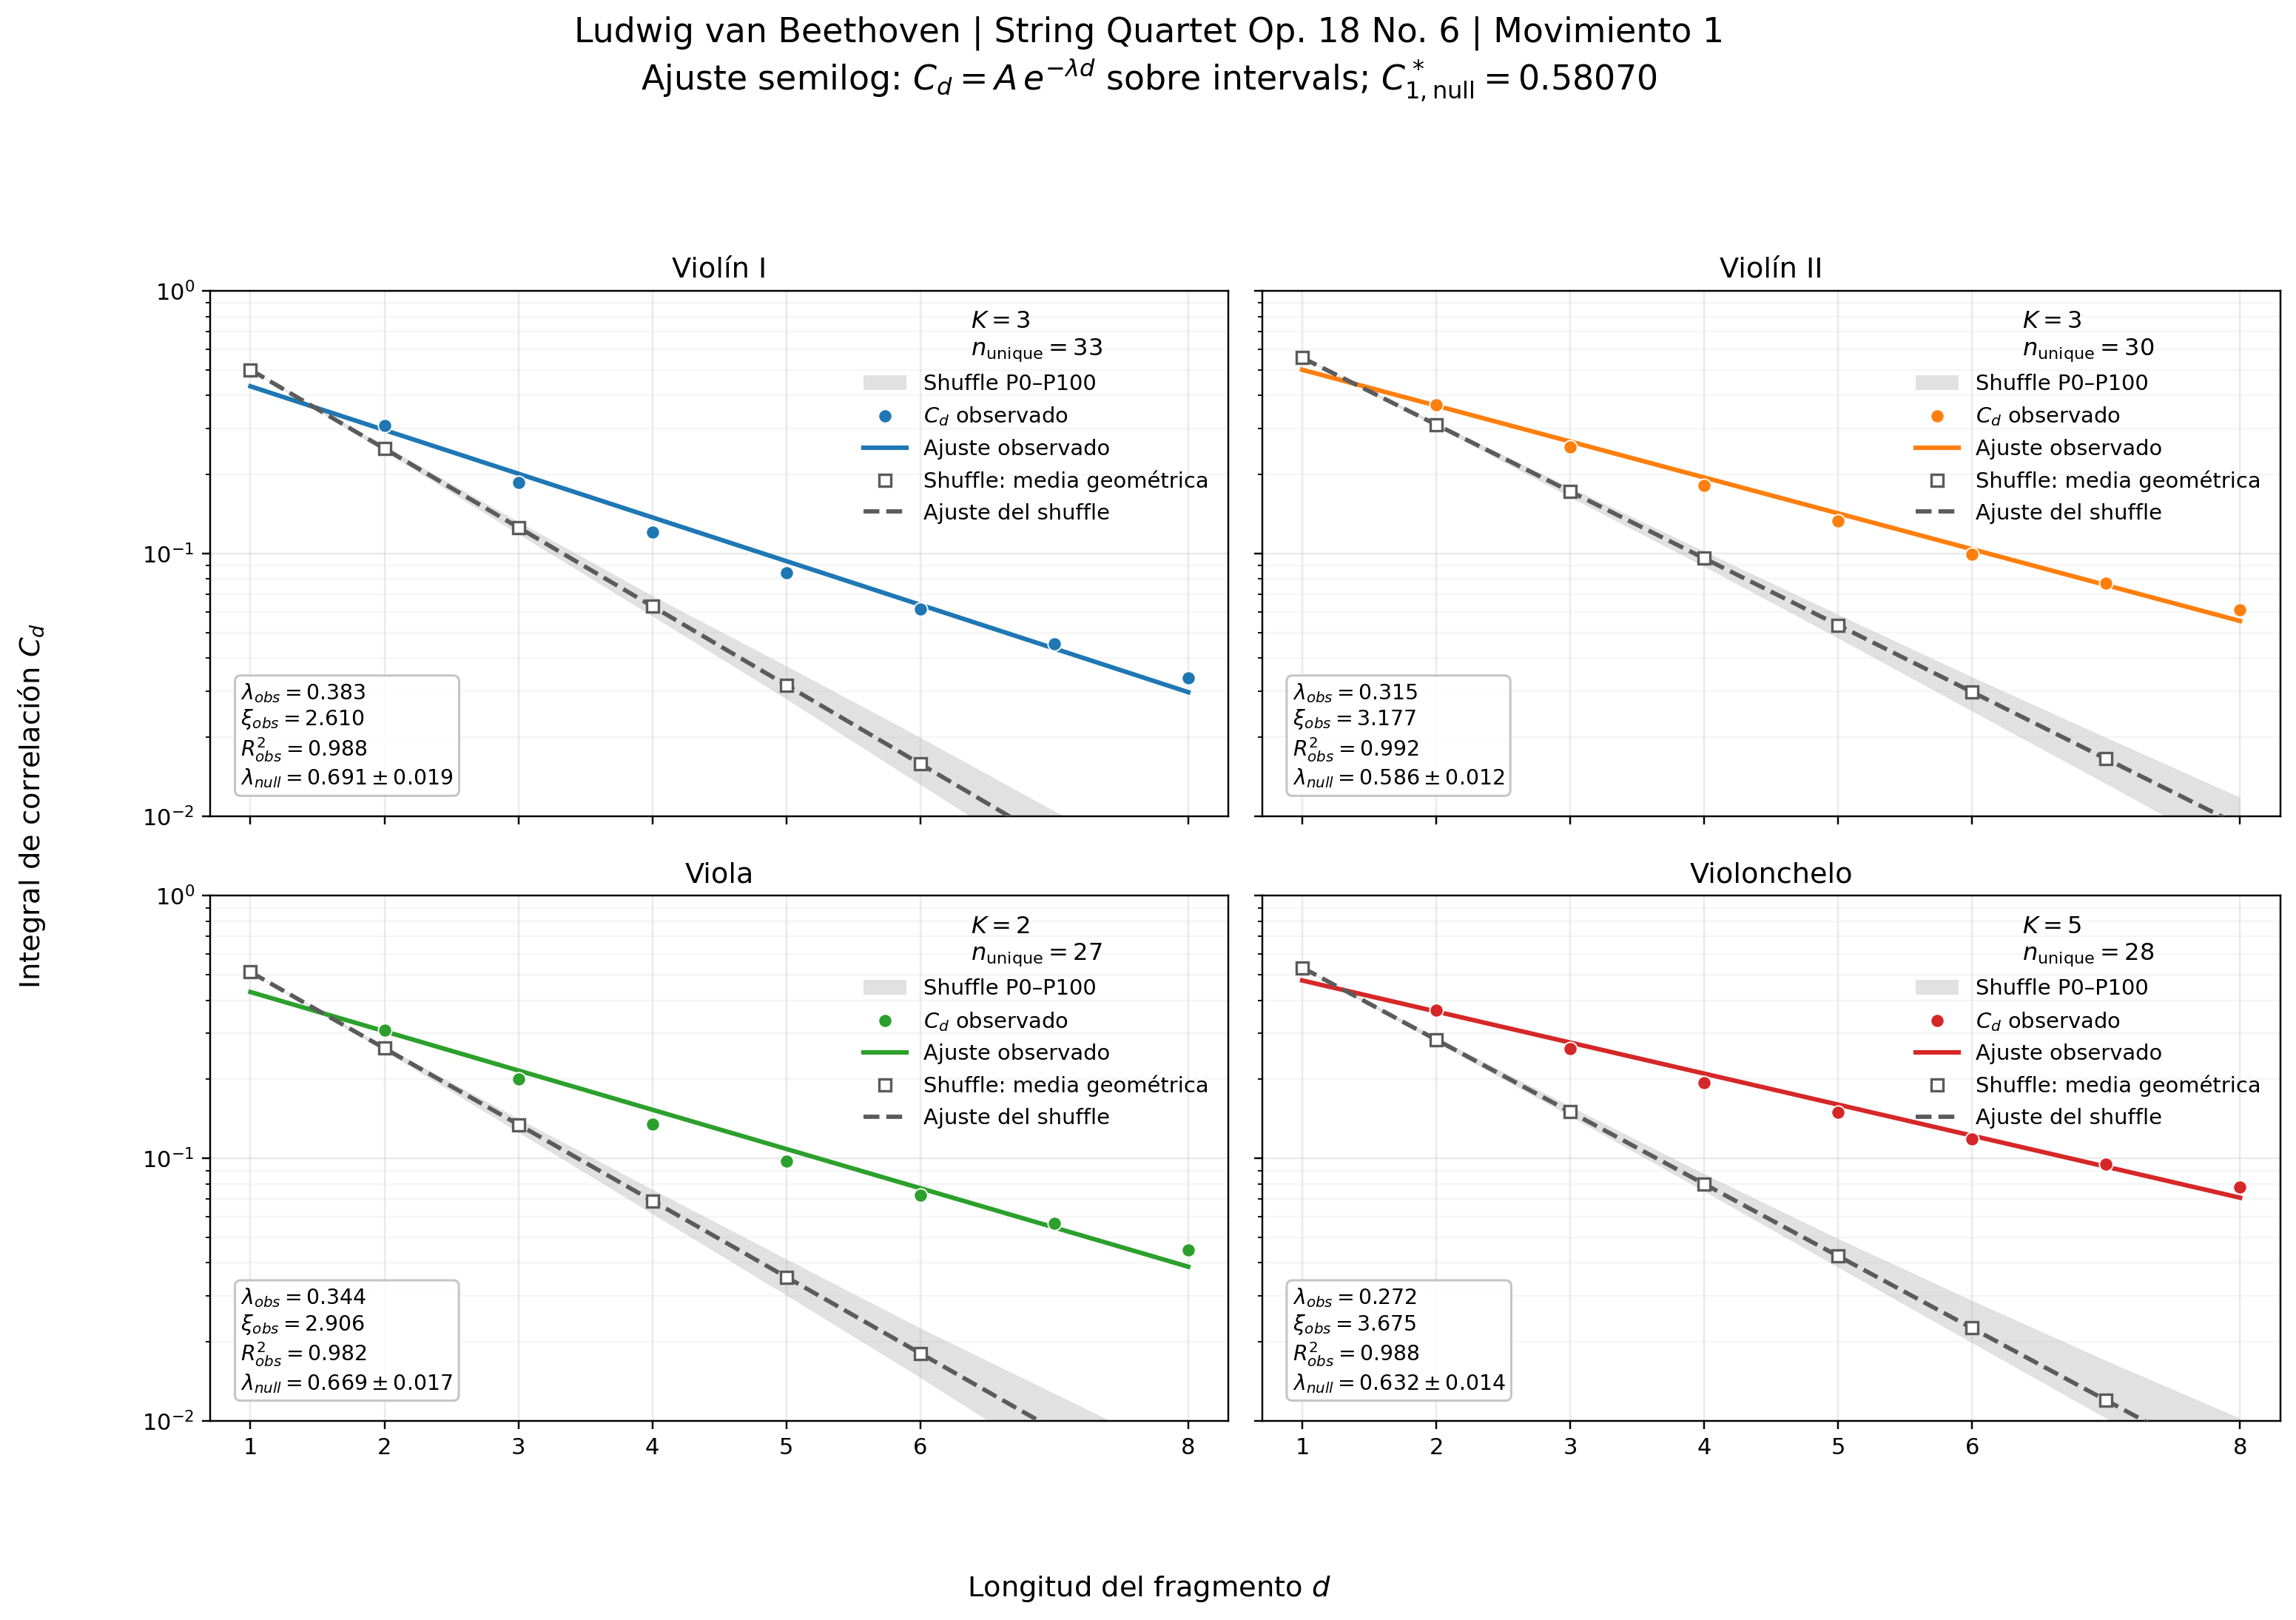 Ludwig van Beethoven | String Quartet Op. 18 No. 6 | Movimiento 1
Ajuste semilog: C_d = A e^{−λd} sobre intervals; C^*_{1,null} = 0.58070
Integral de correlación C_d
Violín I
10^0
10^{−1}
10^{−2}
K = 3
n_unique = 33
Shuffle P0–P100
C_d observado
Ajuste observado
Shuffle: media geométrica
Ajuste del shuffle
λ_obs = 0.383
ξ_obs = 2.610
R^2_obs = 0.988
λ_null = 0.691 ± 0.019
Violín II
K = 3
n_unique = 30
Shuffle P0–P100
C_d observado
Ajuste observado
Shuffle: media geométrica
Ajuste del shuffle
λ_obs = 0.315
ξ_obs = 3.177
R^2_obs = 0.992
λ_null = 0.586 ± 0.012
Viola
10^0
10^{−1}
10^{−2}
K = 2
n_unique = 27
Shuffle P0–P100
C_d observado
Ajuste observado
Shuffle: media geométrica
Ajuste del shuffle
λ_obs = 0.344
ξ_obs = 2.906
R^2_obs = 0.982
λ_null = 0.669 ± 0.017
1 2 3 4 5 6 8
Violonchelo
K = 5
n_unique = 28
Shuffle P0–P100
C_d observado
Ajuste observado
Shuffle: media geométrica
Ajuste del shuffle
λ_obs = 0.272
ξ_obs = 3.675
R^2_obs = 0.988
λ_null = 0.632 ± 0.014
1 2 3 4 5 6 8
Longitud del fragmento d